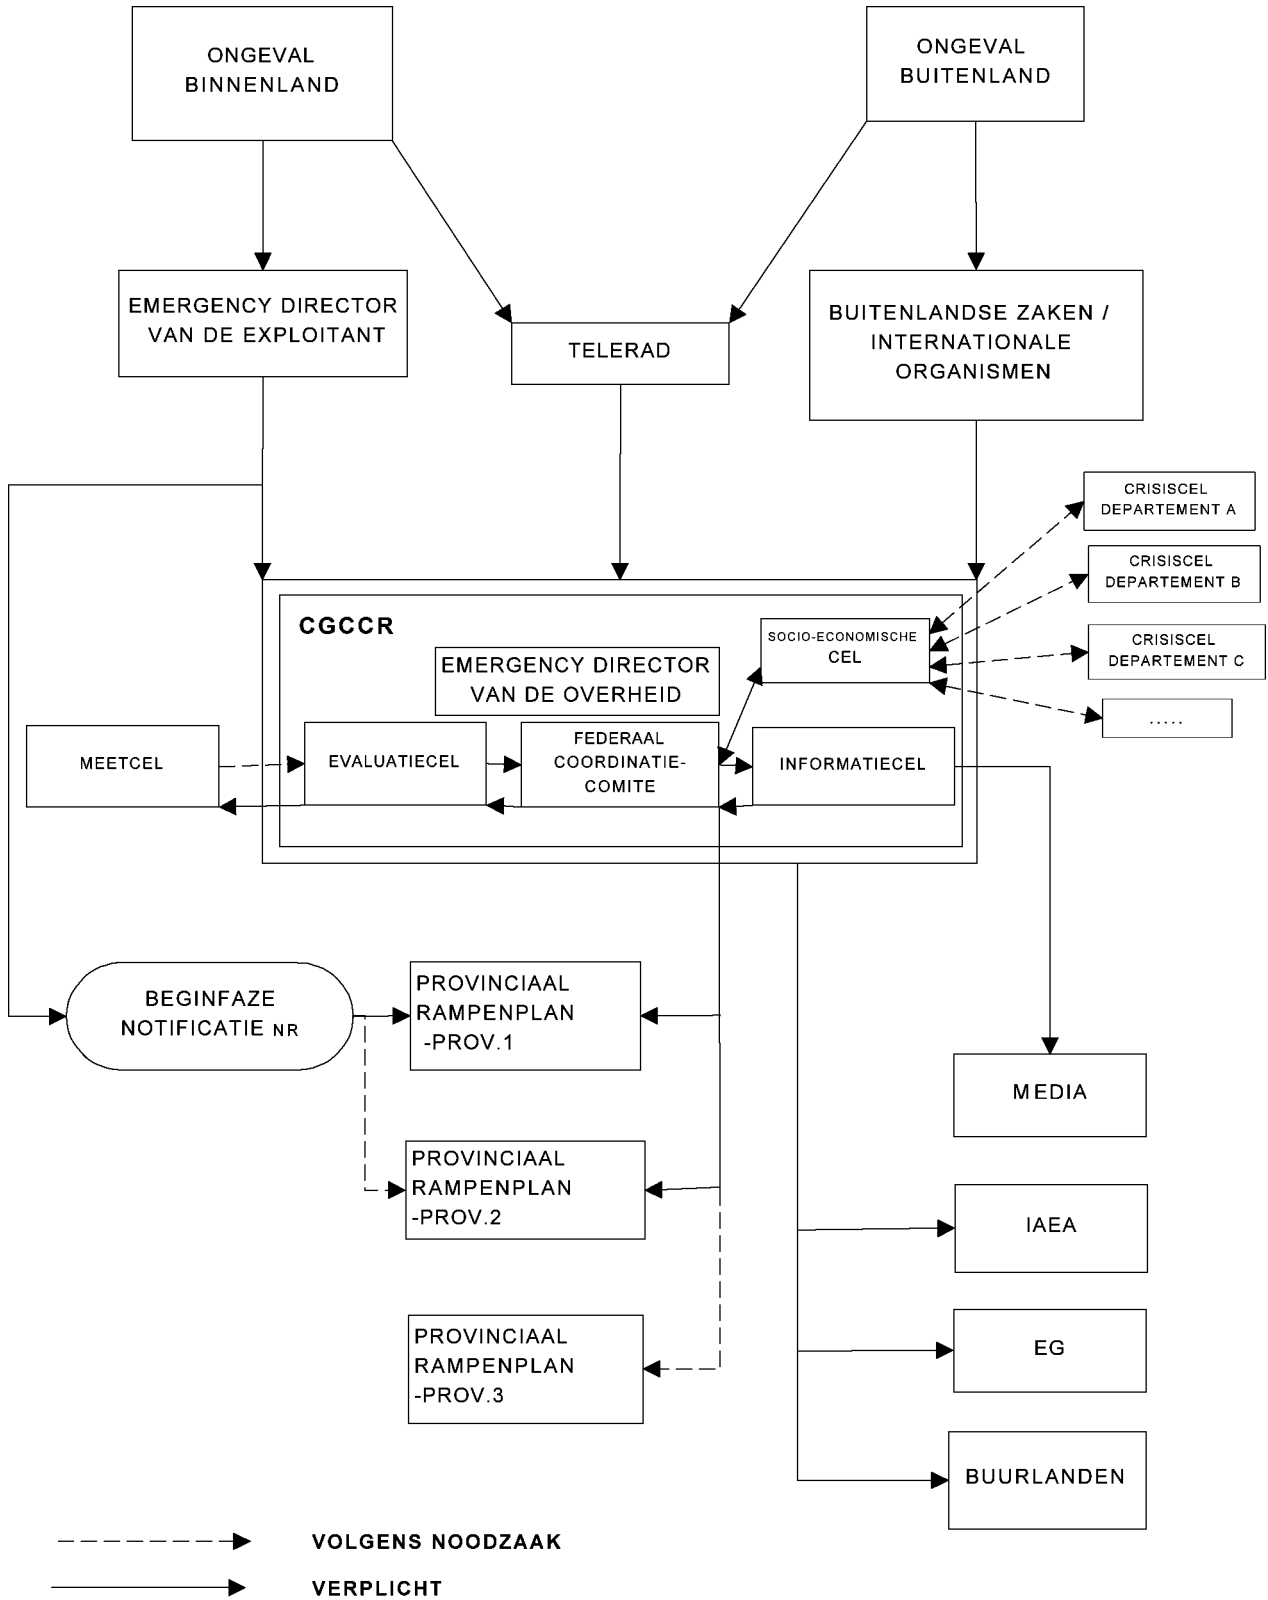 ONGEVAL
BINNENLAND
ONGEVAL
BUITENLAND
EMERGENCY DIRECTOR
VAN DE EXPLOITANT
TELERAD
BUITENLANDSE ZAKEN /
INTERNATIONALE
ORGANISMEN
CRISISCEL
DEPARTEMENT A
CRISISCEL
DEPARTEMENT B
CRISISCEL
DEPARTEMENT C
.....
CGCCR
SOCIO-ECONOMISCHE
CEL
EMERGENCY DIRECTOR
VAN DE OVERHEID
MEETCEL
EVALUATIECEL
FEDERAAL
COORDINATIE-
COMITE
INFORMATIECEL
BEGINFAZE
NOTIFICATIE NR
PROVINCIAAL
RAMPENPLAN
-PROV.1
MEDIA
PROVINCIAAL
RAMPENPLAN
-PROV.2
IAEA
PROVINCIAAL
RAMPENPLAN
-PROV.3
EG
BUURLANDEN
VOLGENS NOODZAAK
VERPLICHT